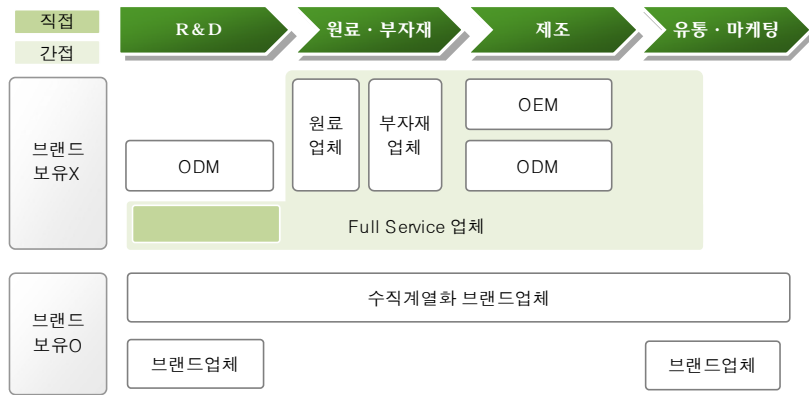 직접
간접
R&D
원료 · 부자재
제조
유통 · 마케팅
브랜드
보유X
ODM
원료
업체
부자재
업체
OEM
ODM
Full Service 업체
브랜드
보유O
수직계열화 브랜드업체
브랜드업체
브랜드업체